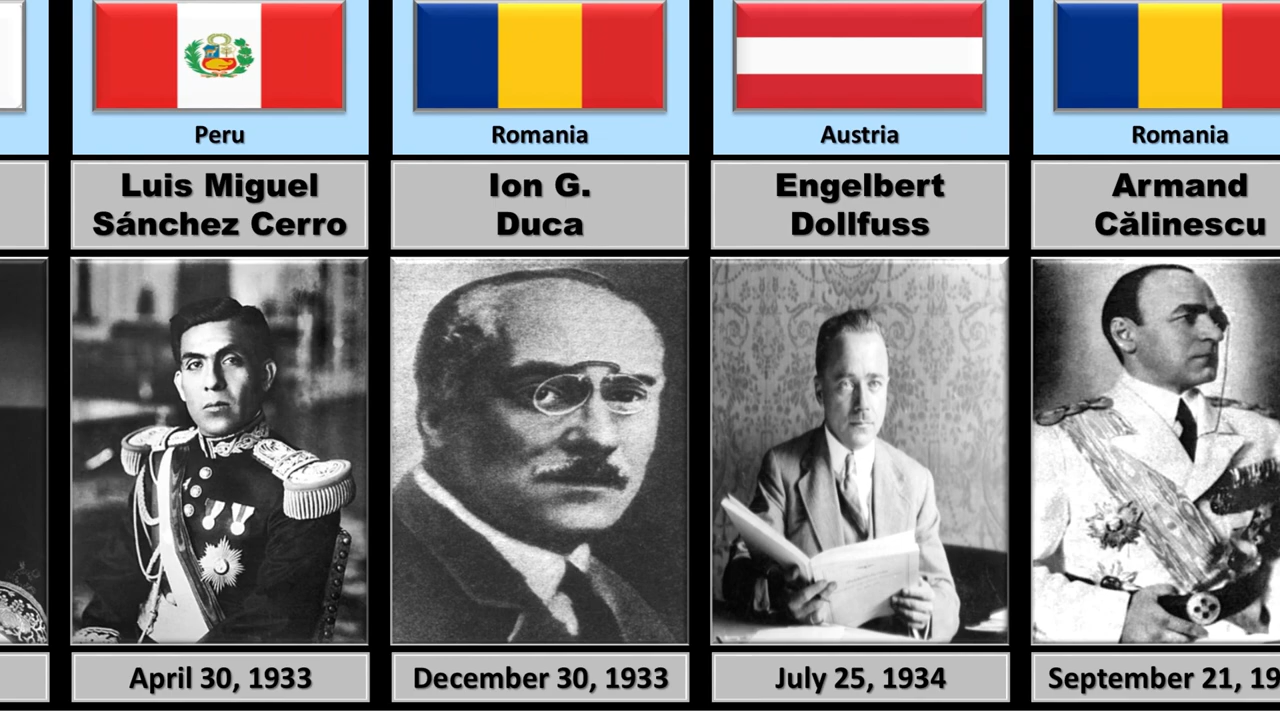 Peru
Romania
Austria
Romania
Luis Miguel
Sánchez Cerro
Ion G.
Duca
Engelbert
Dollfuss
Armand
Călinescu
April 30, 1933
December 30, 1933
July 25, 1934
September 21, 19